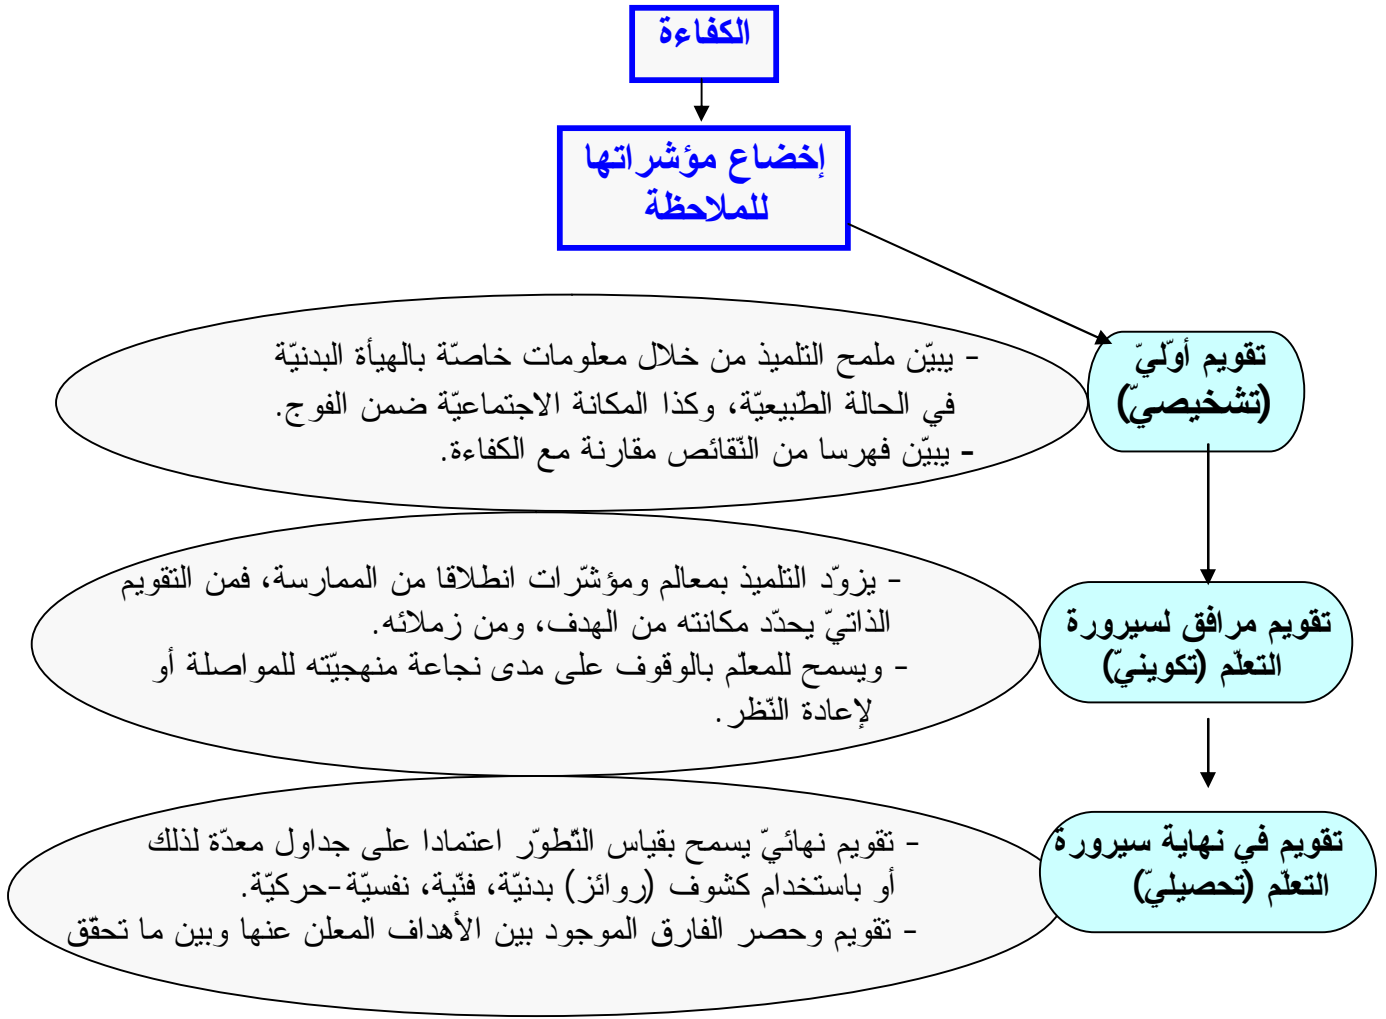 الكفاءة
إخضاع مؤشراتها
للملاحظة
تقويم أوّليّ
(تشخيصيّ)
- يبيّن ملمح التلميذ من خلال معلومات خاصّة بالهيأة البدنيّة
في الحالة الطّبيعيّة، وكذا المكانة الاجتماعيّة ضمن الفوج.
- يبيّن فهرسا من النّقائص مقارنة مع الكفاءة.
تقويم مرافق لسيرورة
التعلّم (تكوينيّ)
- يزوّد التلميذ بمعالم ومؤشّرات انطلاقا من الممارسة، فمن التقويم
الذاتيّ يحدّد مكانته من الهدف، ومن زملائه.
- ويسمح للمعلّم بالوقوف على مدى نجاعة منهجيّته للمواصلة أو
لإعادة النّظر.
تقويم في نهاية سيرورة
التعلّم (تحصيليّ)
- تقويم نهائيّ يسمح بقياس التّطوّر اعتمادا على جداول معدّة لذلك
أو باستخدام كشوف (روائز) بدنيّة، فنّية، نفسيّة-حركيّة.
- تقويم وحصر الفارق الموجود بين الأهداف المعلن عنها وبين ما تحقّق